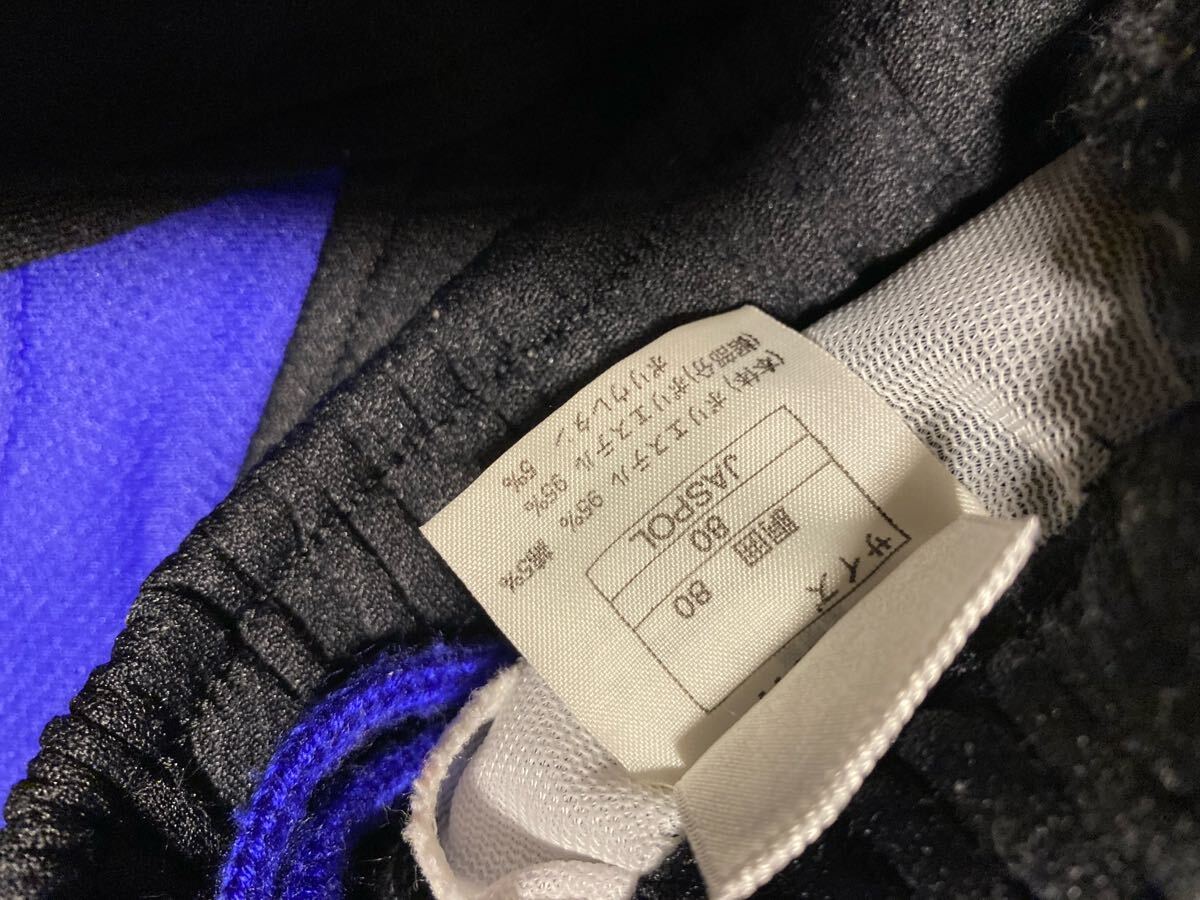 サイズ
胴囲 80
80
JASPOL
(本体)ポリエステル 95% 綿5%
部分)ポリエステル 95%
ポリウレタン 5%